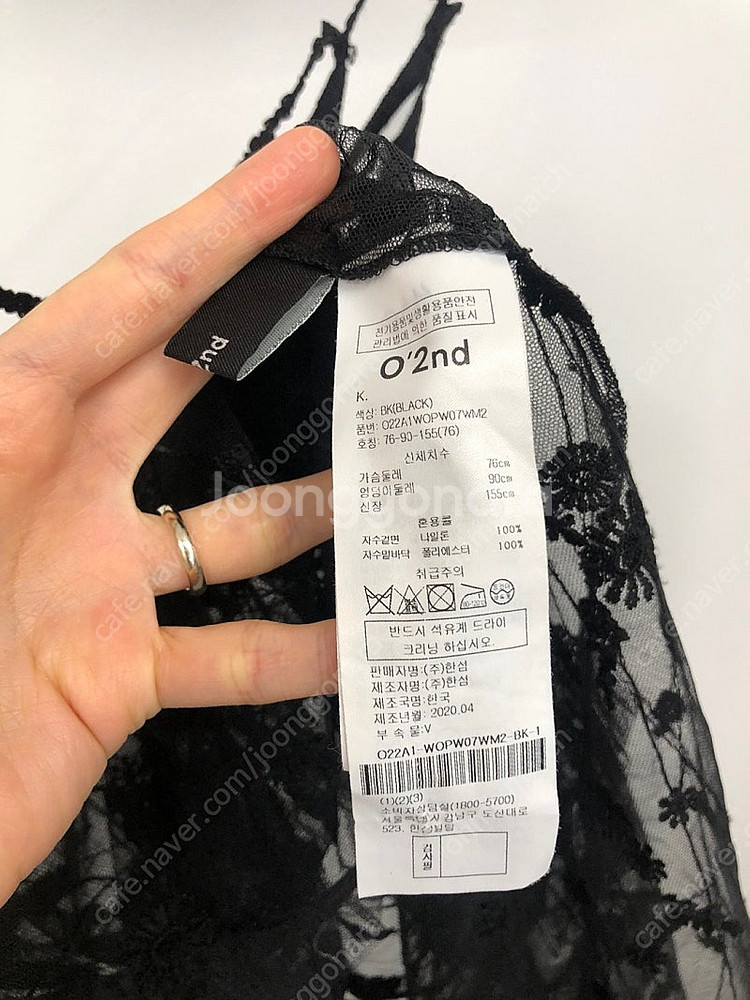 전기용품및생활용품안전
관리법에 의한 품질표시
O'2nd
2nd
K.
색상: BK(BLACK)
품번: O22A1WOPW07WM2
호칭: 76-90-155(76)
신체치수
가슴둘레 76cm
엉덩이둘레 90cm
신장 155cm
혼용률
자수겉면 나일론 100%
자수밑바닥 폴리에스터 100%
취급주의
80-120℃
반드시 석유계 드라이
크리닝 하십시오.
판매자명:(주)한섬
제조자명:(주)한섬
제조국명:한국
제조년월: 2020.04
부 속 물:V
O22A1-WOPW07WM2-BK-1
(1)(2)(3)
소비자상담실(1800-5700)
서울특별시 강남구 도산대로
523, 한섬빌딩
검사필
Joonggonara
cafe.naver.com/joonggonara